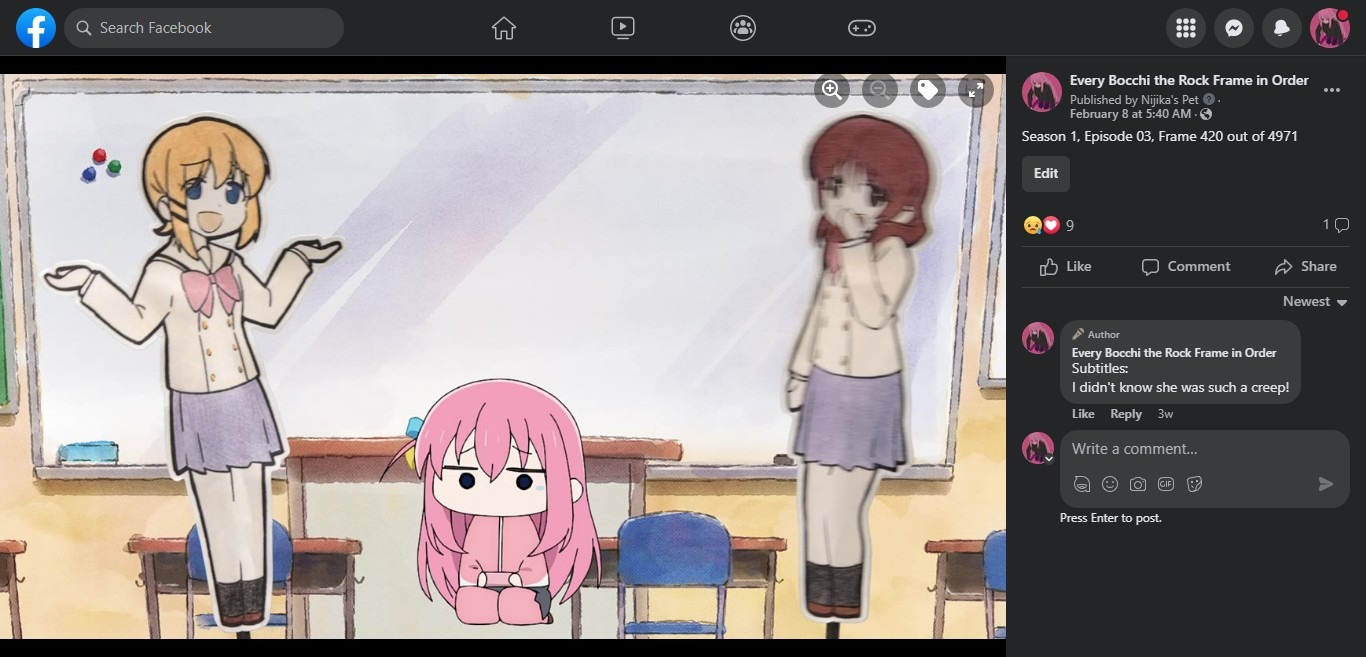 Search Facebook
Every Bocchi the Rock Frame in Order
Published by Nijika's Pet ·
February 8 at 5:40 AM ·
Season 1, Episode 03, Frame 420 out of 4971
Edit
9
1
Like
Comment
Share
Newest
Author
Every Bocchi the Rock Frame in Order
Subtitles:
I didn't know she was such a creep!
Like Reply 3w
Write a comment...
GIF
Press Enter to post.